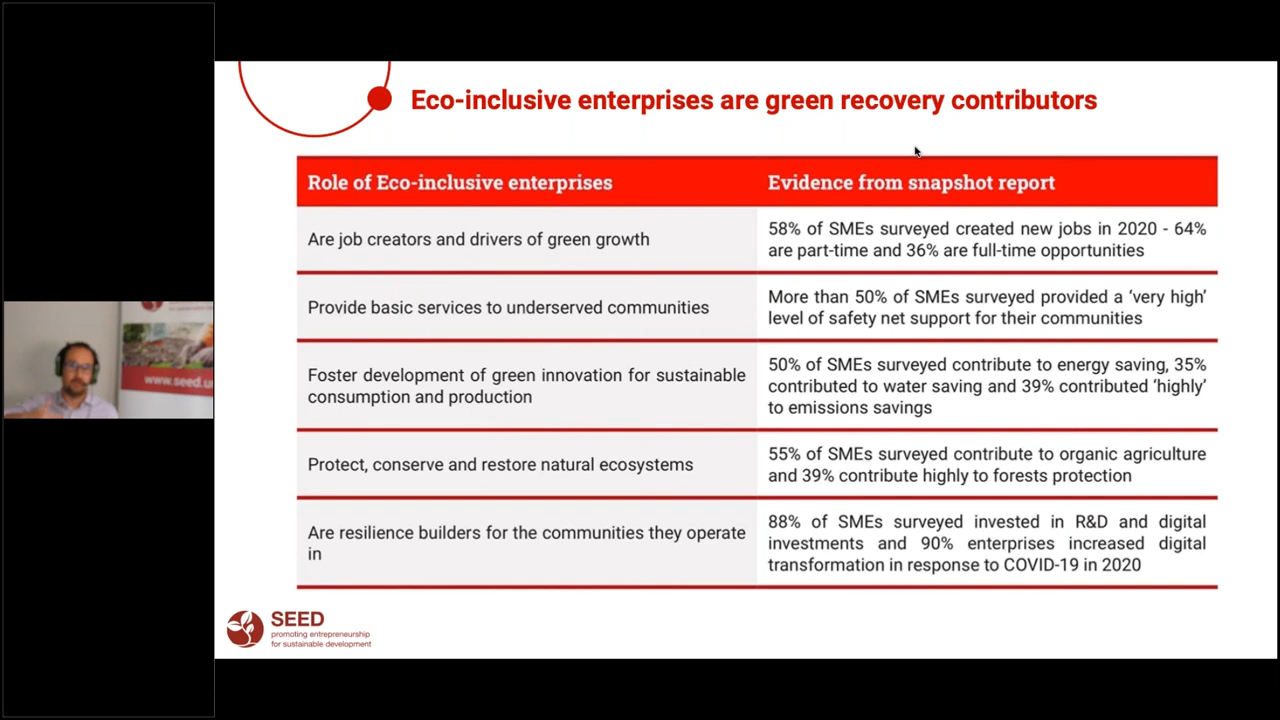 Eco-inclusive enterprises are green recovery contributors
Role of Eco-inclusive enterprises
Evidence from snapshot report
Are job creators and drivers of green growth
58% of SMEs surveyed created new jobs in 2020 - 64%
are part-time and 36% are full-time opportunities
Provide basic services to underserved communities
More than 50% of SMEs surveyed provided a ‘very high’
level of safety net support for their communities
Foster development of green innovation for sustainable
consumption and production
50% of SMEs surveyed contribute to energy saving, 35%
contributed to water saving and 39% contributed ‘highly’
to emissions savings
Protect, conserve and restore natural ecosystems
55% of SMEs surveyed contribute to organic agriculture
and 39% contribute highly to forests protection
Are resilience builders for the communities they operate
in
88% of SMEs surveyed invested in R&D and digital
investments and 90% enterprises increased digital
transformation in response to COVID-19 in 2020
www.seed.u
SEED
promoting entrepreneurship
for sustainable development